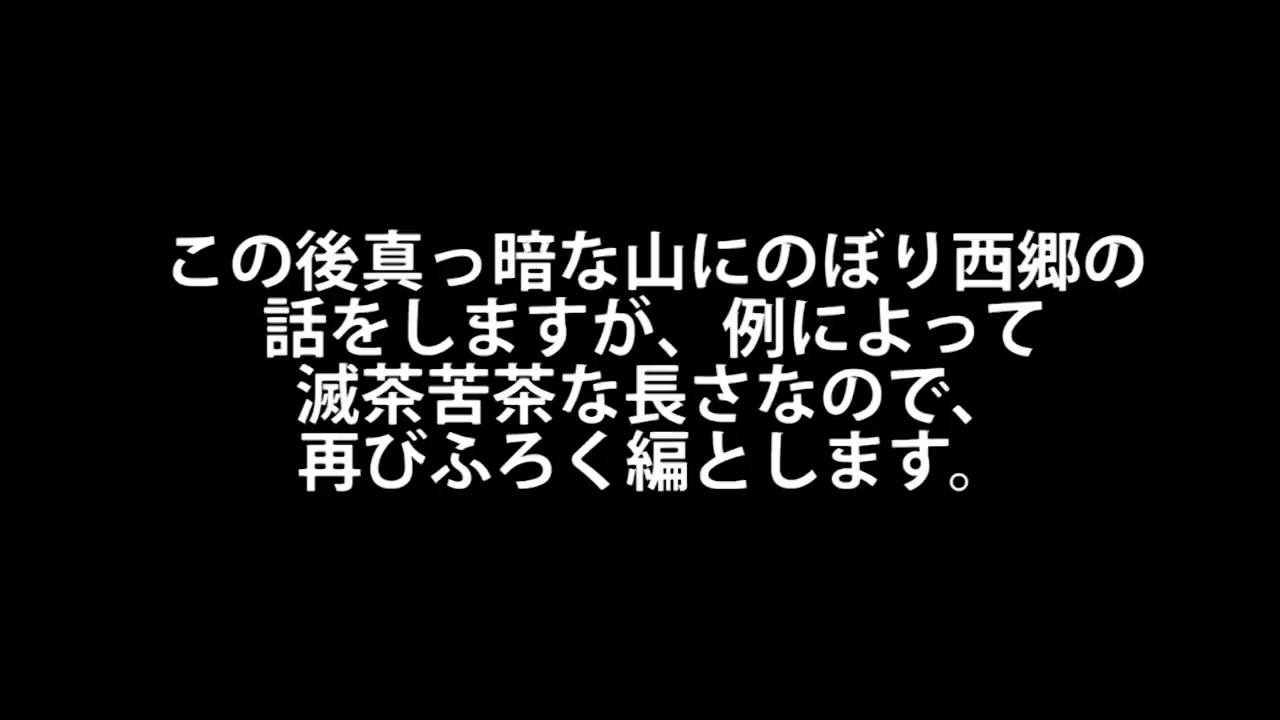 この後真っ暗な山にのぼり西郷の
話をしますが、例によって
滅茶苦茶な長さなので、
再びふろく編とします。